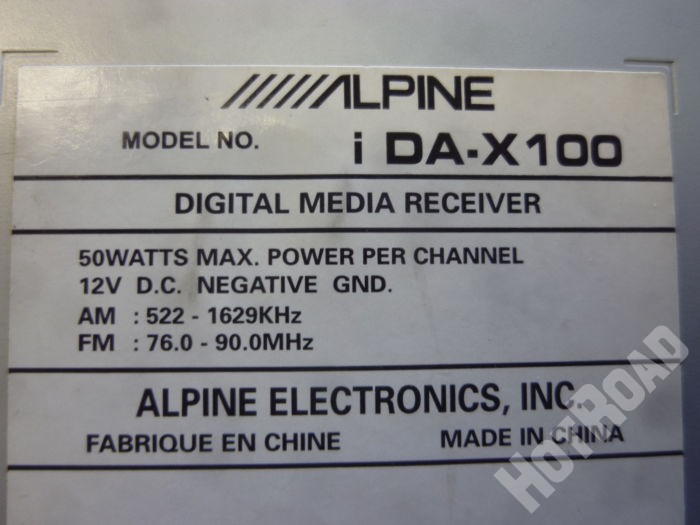 ALPINE
MODEL NO. i DA-X100
DIGITAL MEDIA RECEIVER
50WATTS MAX. POWER PER CHANNEL
12V D.C. NEGATIVE GND.
AM : 522 - 1629KHz
FM : 76.0 - 90.0MHz
ALPINE ELECTRONICS, INC.
FABRIQUE EN CHINE MADE IN CHINA
HOTROAD